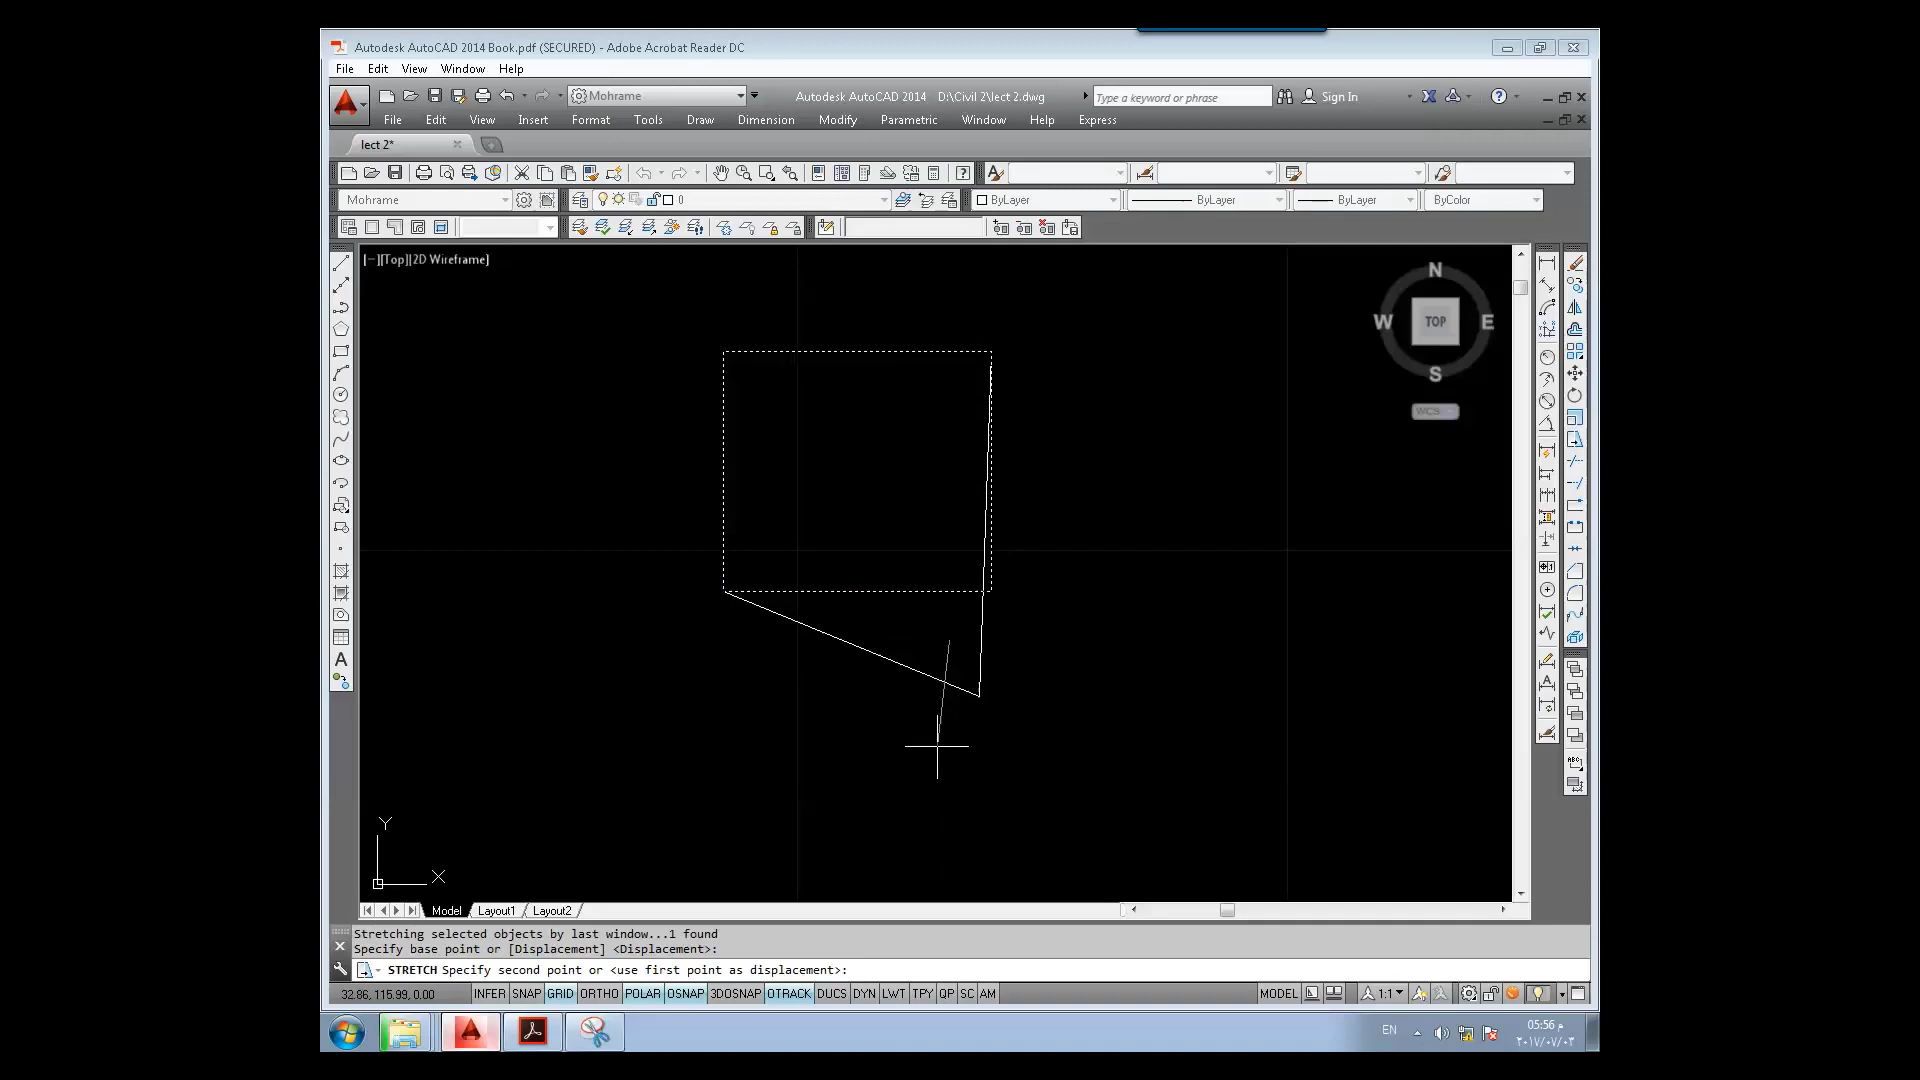 Autodesk AutoCAD 2014 Book.pdf (SECURED) - Adobe Acrobat Reader DC
File Edit View Window Help
Mohrame Autodesk AutoCAD 2014 D:\Civil 2\lect 2.dwg Type a keyword or phrase Sign In
File Edit View Insert Format Tools Draw Dimension Modify Parametric Window Help Express
lect 2*
Mohrame 0 ByLayer ByLayer ByLayer ByColor
[−][Top][2D Wireframe]
N
W TOP E
S
WCS
A
Y
X
Model Layout1 Layout2
Stretching selected objects by last window...1 found
Specify base point or [Displacement] <Displacement>:
STRETCH Specify second point or <use first point as displacement>:
32.86, 115.99, 0.00 INFER SNAP GRID ORTHO POLAR OSNAP 3DOSNAP OTRACK DUCS DYN LWT TPY QP SC AM MODEL 1:1
EN 05:56 م
٢٠١٧/٠٧/٠٣